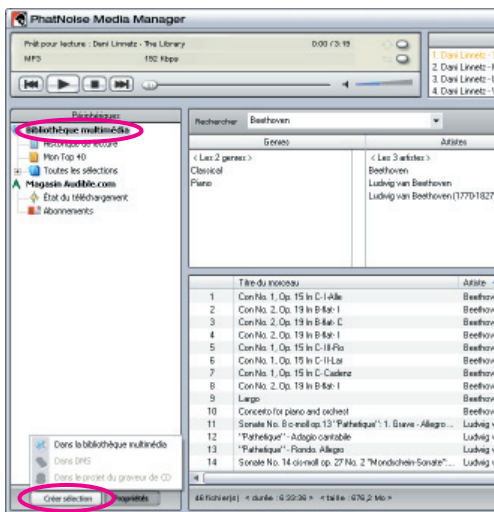 PhatNoise Media Manager
Prêt pour lecture : Dani Linnetz - The Library
0:00 / 3:19
MP3
192 Kbps
1. Dani Linnetz -
2. Dani Linnetz -
3. Dani Linnetz -
4. Dani Linnetz -
Périphériques
Bibliothèque multimédia
Historique de lecture
Mon Top 40
Toutes les sélections
Magasin Audible.com
État du téléchargement
Abonnements
Rechercher
Beethoven
Genres
Artistes
< Les 2 genres >
Classical
Piano
< Les 3 artistes >
Beethoven
Ludwig van Beethoven
Ludwig van Beethoven (1770-1827)
Titre du morceau
Artiste
1 Con No. 1, Op. 15 In C-I-Alle Beethov
2 Con No. 2, Op. 19 In B-flat- I Beethov
3 Con No. 2, Op. 19 In B-flat- C Beethov
4 Con No. 2, Op. 19 In B-flat- I Beethov
5 Con No. 1, Op. 15 In C-III-Ro Beethov
6 Con No. 1, Op. 15 In C-II-Lar Beethov
7 Con No. 1, Op. 15 In C- Cadenz Beethov
8 Con No. 2, Op. 19 In B-flat- I Beethov
9 Largo Beethov
10 Concerto for piano and orchest Beethov
11 Sonate No. 8 c-moll op.13 "Pathetique": 1. Grave - Allegro ... Ludwig v
12 "Pathetique" - Adagio cantabile Ludwig v
13 "Pathetique" - Rondo. Allegro Ludwig v
14 Sonate No. 14 cis-moll op. 27 No. 2 "Mondschein-Sonate": ... Ludwig v
Dans la bibliothèque multimédia
Dans DMS
Dans le projet du graveur de CD
Créer sélection
Propriétés
46 fichier(s) < durée : 6:33:36 > < taille : 676,2 Mo >